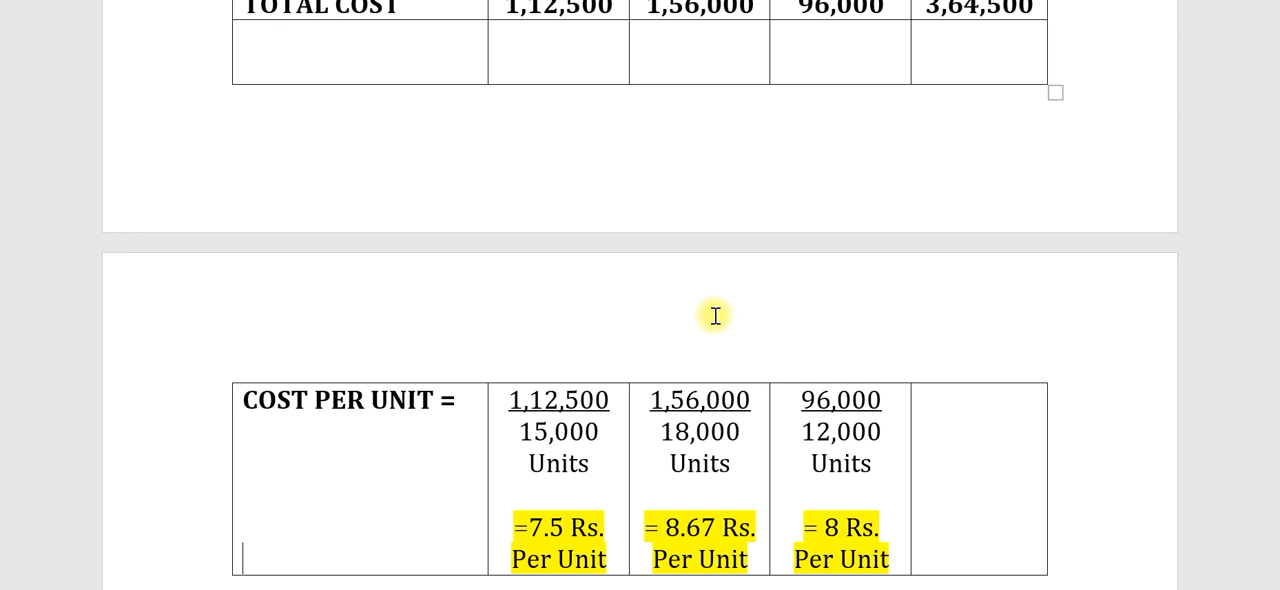 TOTAL COST 1,12,500 1,56,000 96,000 3,64,500
COST PER UNIT = 1,12,500 1,56,000 96,000
15,000 18,000 12,000
Units Units Units
=7.5 Rs. = 8.67 Rs. = 8 Rs.
Per Unit Per Unit Per Unit